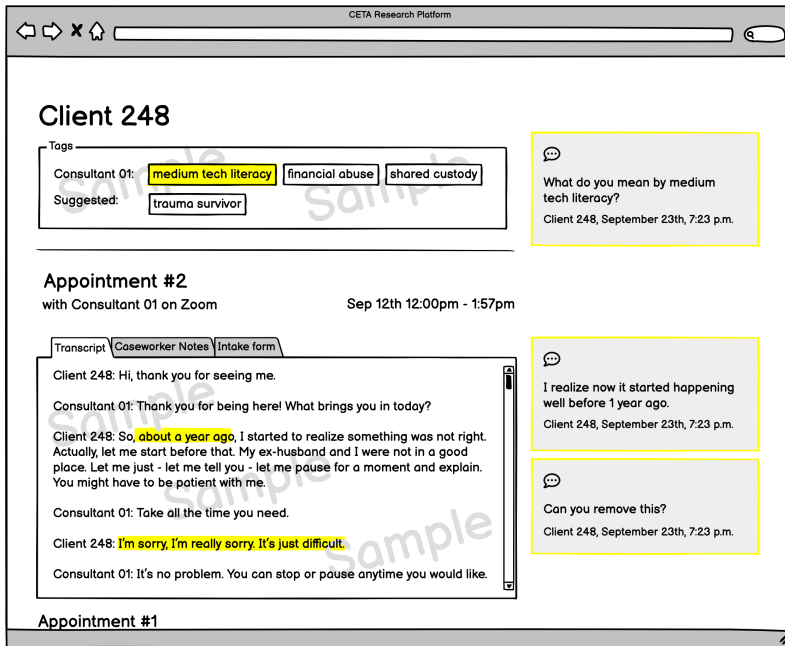 CETA Research Platform
Client 248
Tags
Consultant 01: medium tech literacy financial abuse shared custody
Suggested: trauma survivor
What do you mean by medium
tech literacy?
Client 248, September 23th, 7:23 p.m.
Appointment #2
with Consultant 01 on Zoom Sep 12th 12:00pm - 1:57pm
Transcript Caseworker Notes Intake form
Client 248: Hi, thank you for seeing me.
Consultant 01: Thank you for being here! What brings you in today?
Client 248: So, about a year ago, I started to realize something was not right.
Actually, let me start before that. My ex-husband and I were not in a good
place. Let me just - let me tell you - let me pause for a moment and explain.
You might have to be patient with me.
Consultant 01: Take all the time you need.
Client 248: I'm sorry, I'm really sorry. It's just difficult.
Consultant 01: It's no problem. You can stop or pause anytime you would like.
I realize now it started happening
well before 1 year ago.
Client 248, September 23th, 7:23 p.m.
Can you remove this?
Client 248, September 23th, 7:23 p.m.
Appointment #1
Sample
Sample
Sample
Sample
Sample